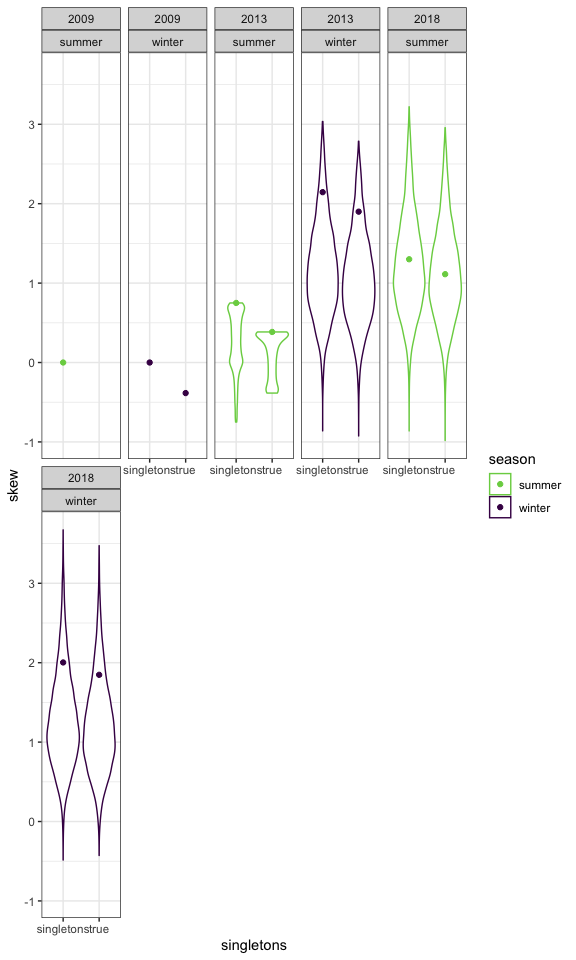 2009 2009 2013 2013 2018
summer winter summer winter summer
3
2
1
0
-1
singletonstrue singletonstrue singletonstrue singletonstrue
2018
winter
3
2
1
0
-1
singletonstrue
singletons
skew
season
summer
winter